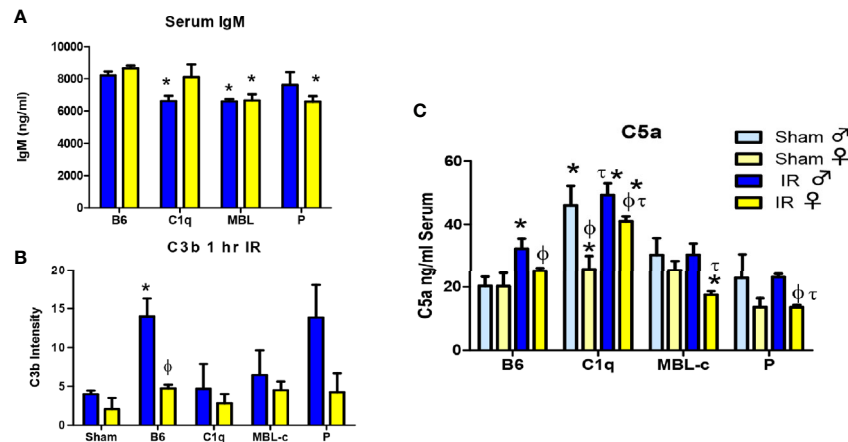 A
Serum IgM
IgM (ng/ml)
10000
8000
6000
4000
2000
0
* * * *
B6 C1q MBL P
B
C3b 1 hr IR
C3b Intensity
20
15
10
5
0
* ϕ
Sham B6 C1q MBL-c P
C
C5a
Sham ♂
Sham ♀
IR ♂
IR ♀
C5a ng/ml Serum
60
40
20
0
* ϕ * ϕ * τ * * ϕ τ τ * ϕ τ
B6 C1q MBL-c P